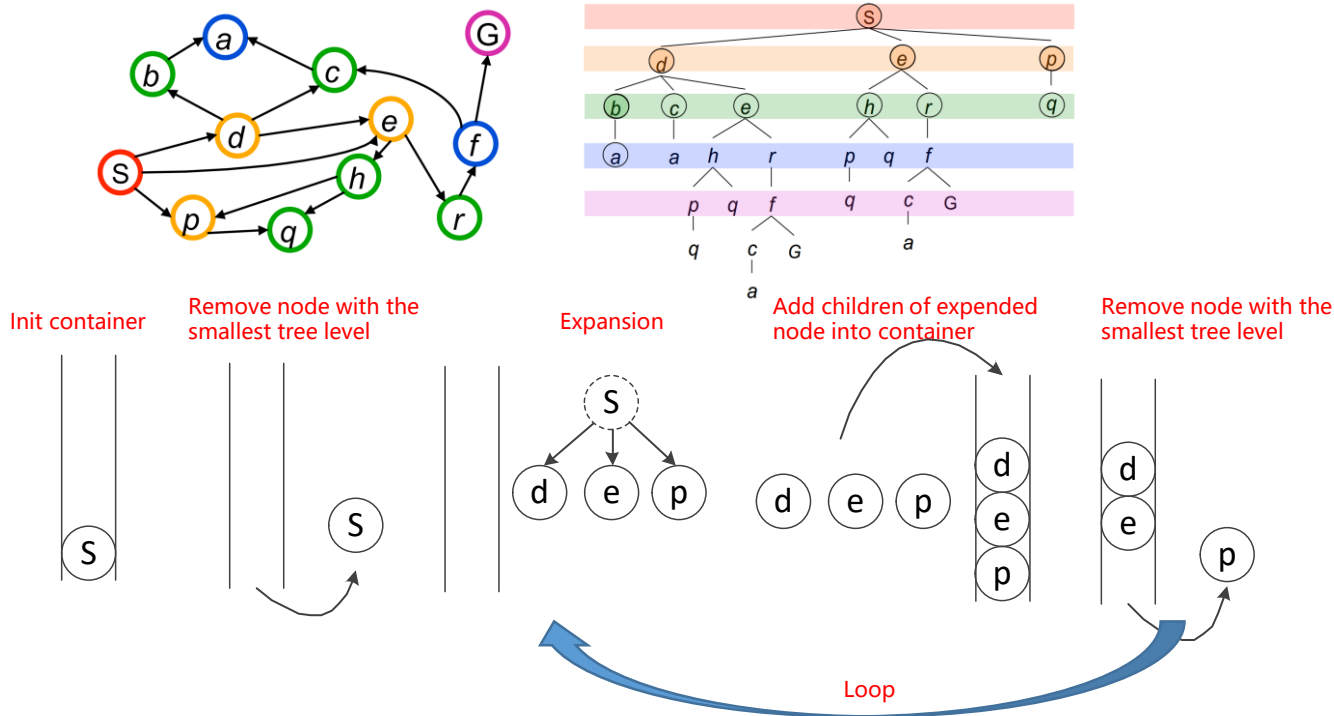 a
G
b
c
d
e
f
S
h
p
q
r
S
d e p
b c e h r q
a a h r p q f
p q f q c G
q c G a
a
Init container
Remove node with the
smallest tree level
Expansion
Add children of expended
node into container
Remove node with the
smallest tree level
S
S
S
d e p
d e p
d
e
p
d
e
p
Loop